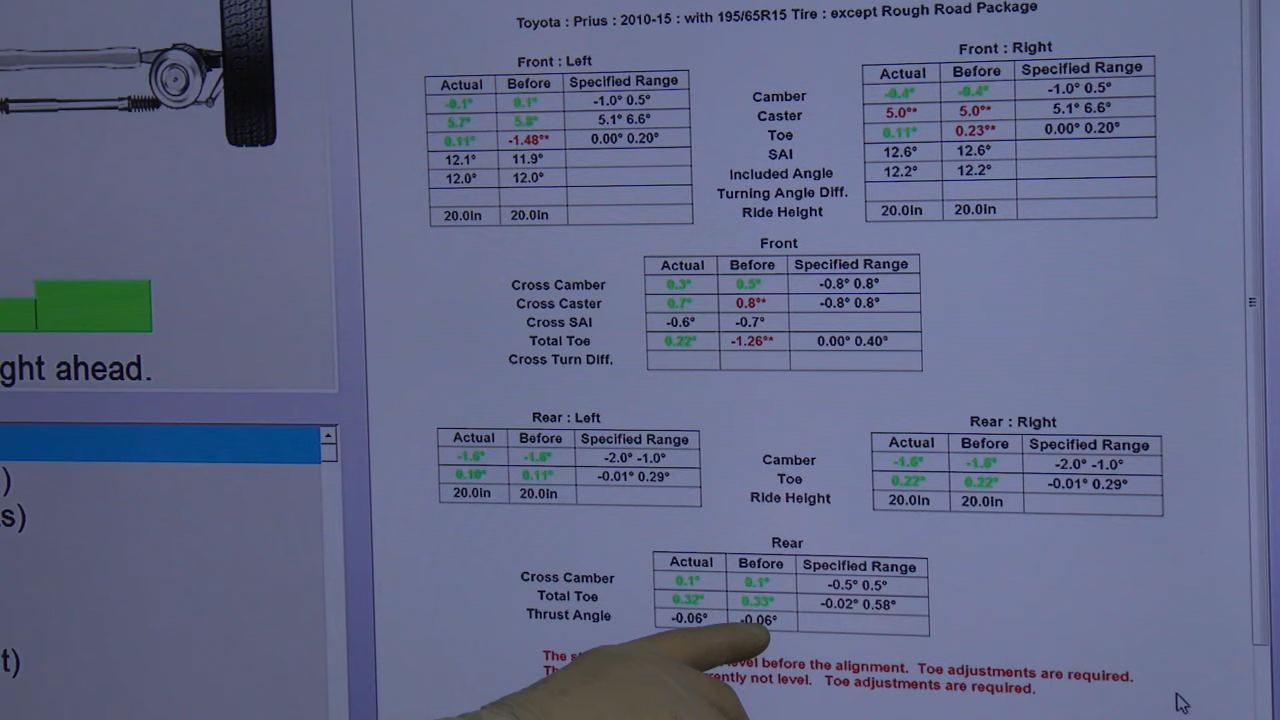 Toyota : Prius : 2010-15 : with 195/65R15 Tire : except Rough Road Package
Front : Left
Actual Before Specified Range
-0.1° 0.1° -1.0° 0.5°
5.7° 5.8° 5.1° 6.6°
0.11° -1.48°* 0.00° 0.20°
12.1° 11.9°
12.0° 12.0°
20.0in 20.0in
Camber
Caster
Toe
SAI
Included Angle
Turning Angle Diff.
Ride Height
Front : Right
Actual Before Specified Range
-0.4° -0.4° -1.0° 0.5°
5.0°* 5.0°* 5.1° 6.6°
0.11° 0.23°* 0.00° 0.20°
12.6° 12.6°
12.2° 12.2°
20.0in 20.0in
Front
Actual Before Specified Range
Cross Camber 0.3° 0.5° -0.8° 0.8°
Cross Caster 0.7° 0.8°* -0.8° 0.8°
Cross SAI -0.6° -0.7°
Total Toe 0.22° -1.26°* 0.00° 0.40°
Cross Turn Diff.
ght ahead.
Rear : Left
Actual Before Specified Range
-1.6° -1.6° -2.0° -1.0°
0.10° 0.11° -0.01° 0.29°
20.0in 20.0in
Camber
Toe
Ride Height
Rear : Right
Actual Before Specified Range
-1.6° -1.6° -2.0° -1.0°
0.22° 0.22° -0.01° 0.29°
20.0in 20.0in
)
s)
t)
Rear
Actual Before Specified Range
Cross Camber 0.1° 0.1° -0.5° 0.5°
Total Toe 0.32° 0.33° -0.02° 0.58°
Thrust Angle -0.06° -0.06°
The level before the alignment. Toe adjustments are required.
not level. Toe adjustments are required.